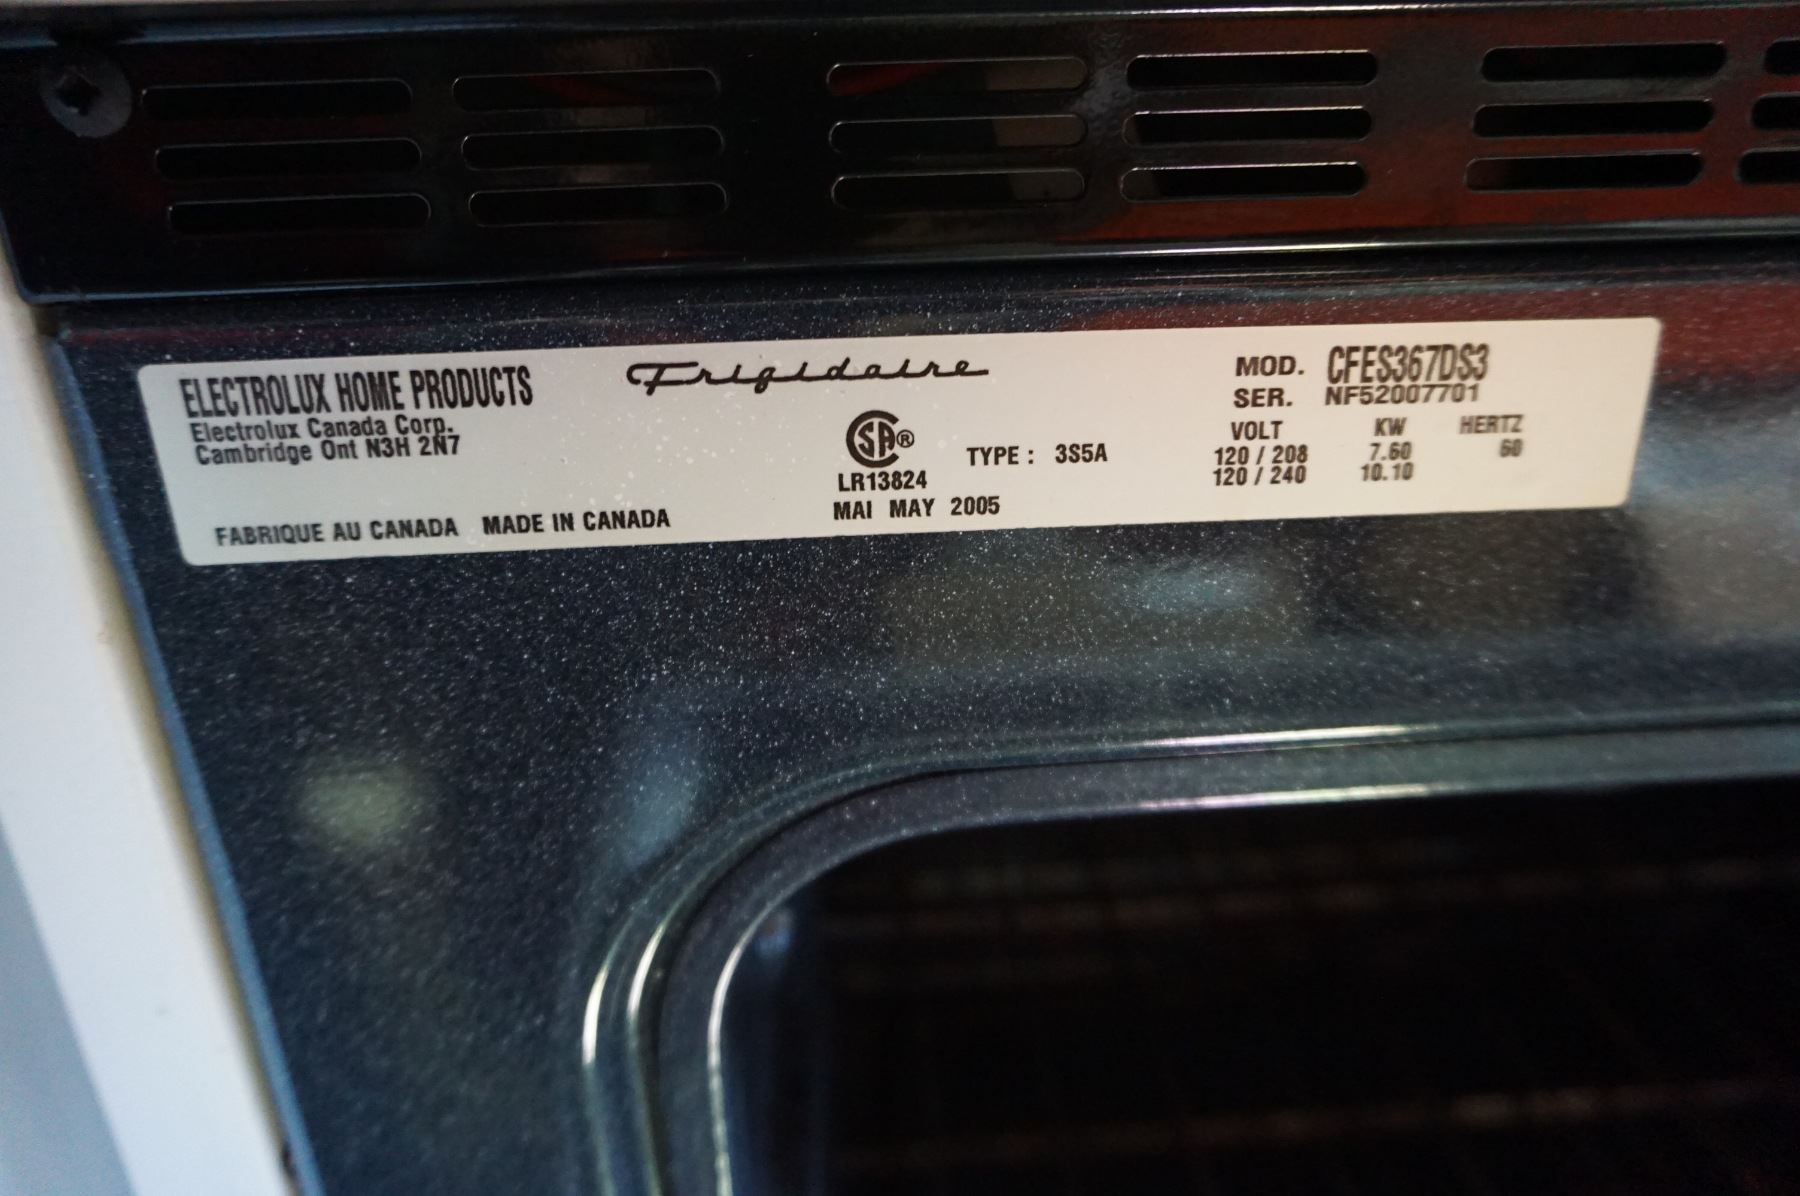 ELECTROLUX HOME PRODUCTS
Electrolux Canada Corp.
Cambridge Ont N3H 2N7
FABRIQUE AU CANADA MADE IN CANADA
Frigidaire
SA®
LR13824
MAI MAY 2005
TYPE : 3S5A
MOD. CFES367DS3
SER. NF52007701
VOLT KW HERTZ
120 / 208 7.60 60
120 / 240 10.10